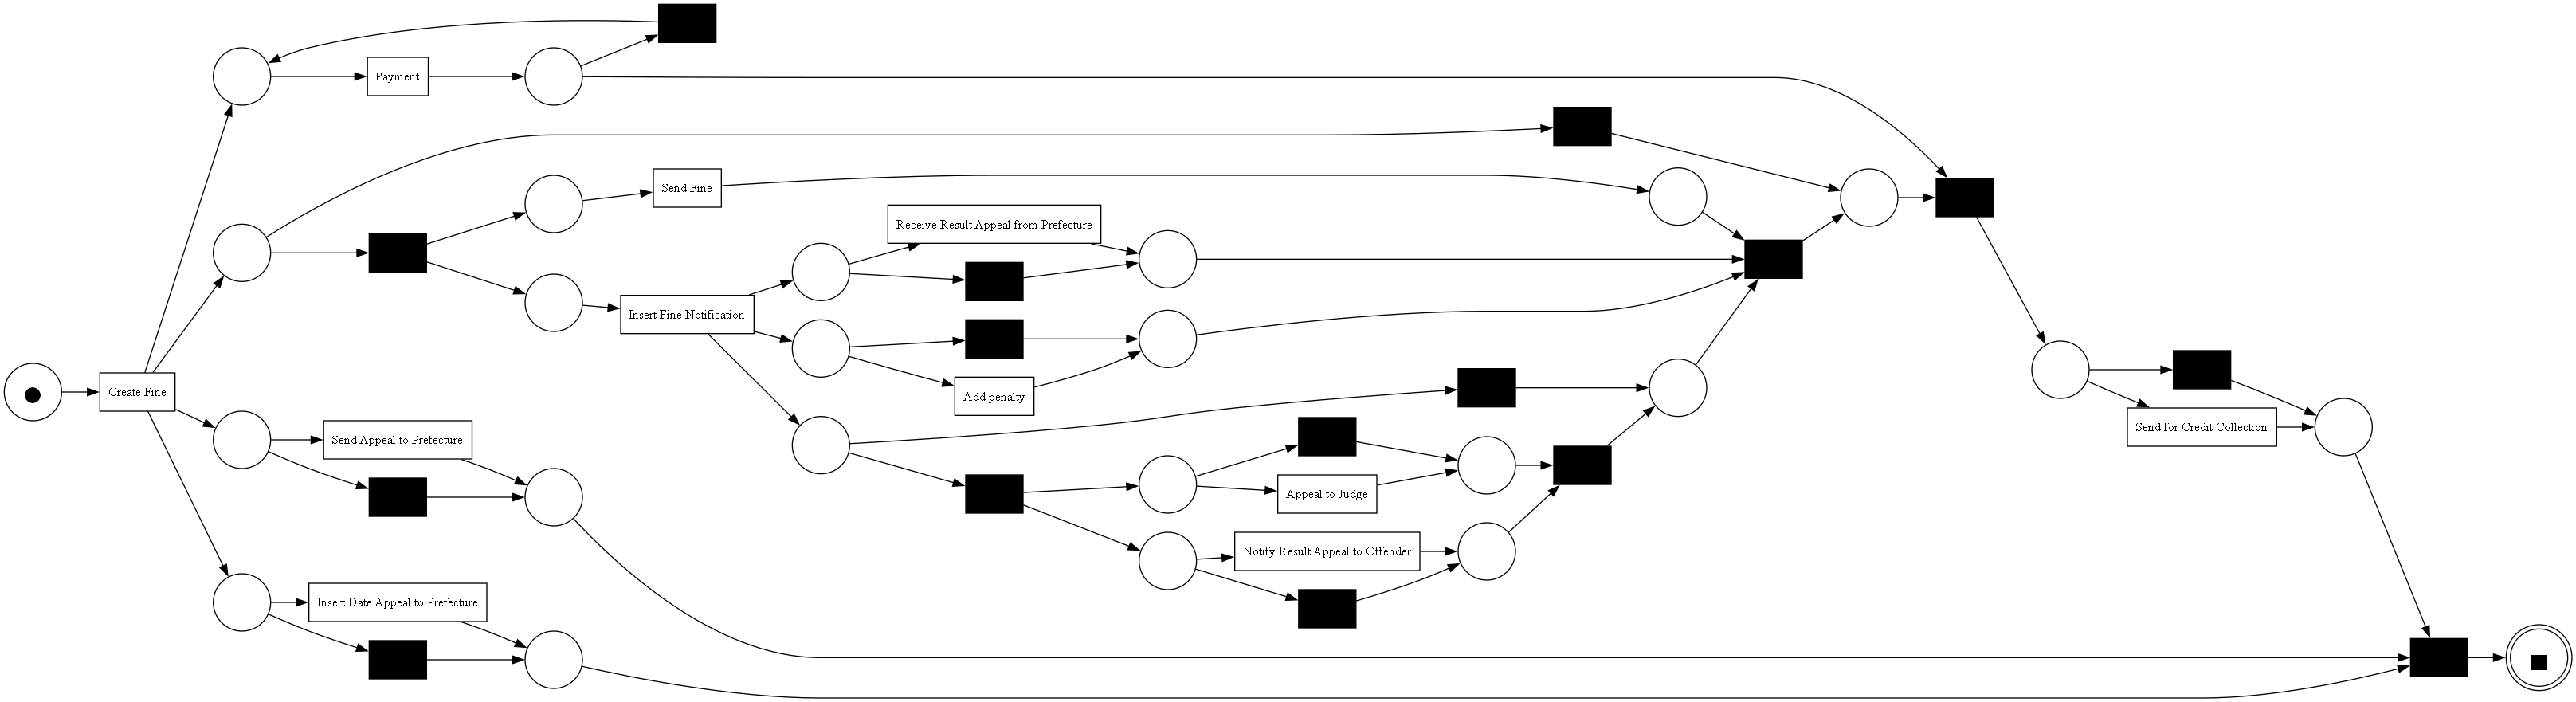 Payment
Send Fine
Receive Result Appeal from Prefecture
Insert Fine Notification
Create Fine
Add penalty
Send Appeal to Prefecture
Send for Credit Collection
Appeal to Judge
Notify Result Appeal to Offender
Insert Date Appeal to Prefecture